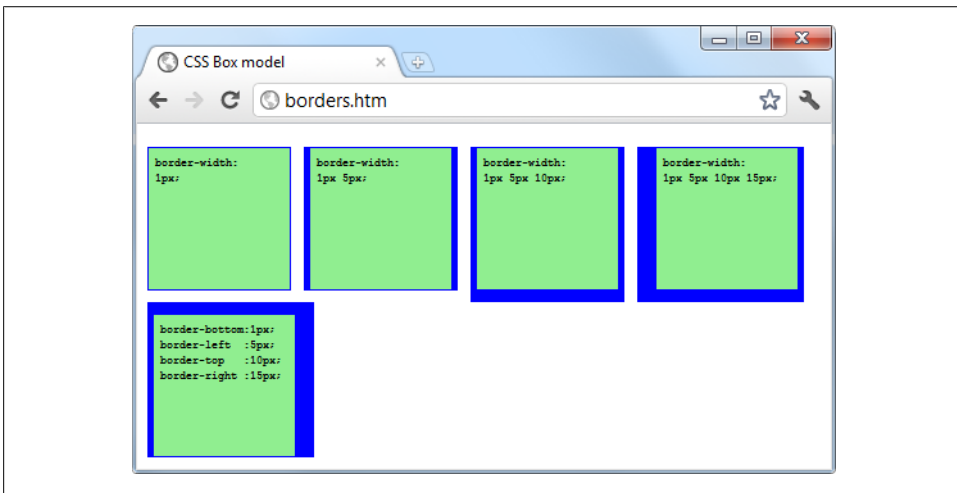 CSS Box model
borders.htm
border-width:
1px;
border-width:
1px 5px;
border-width:
1px 5px 10px;
border-width:
1px 5px 10px 15px;
border-bottom:1px;
border-left  :5px;
border-top   :10px;
border-right :15px;